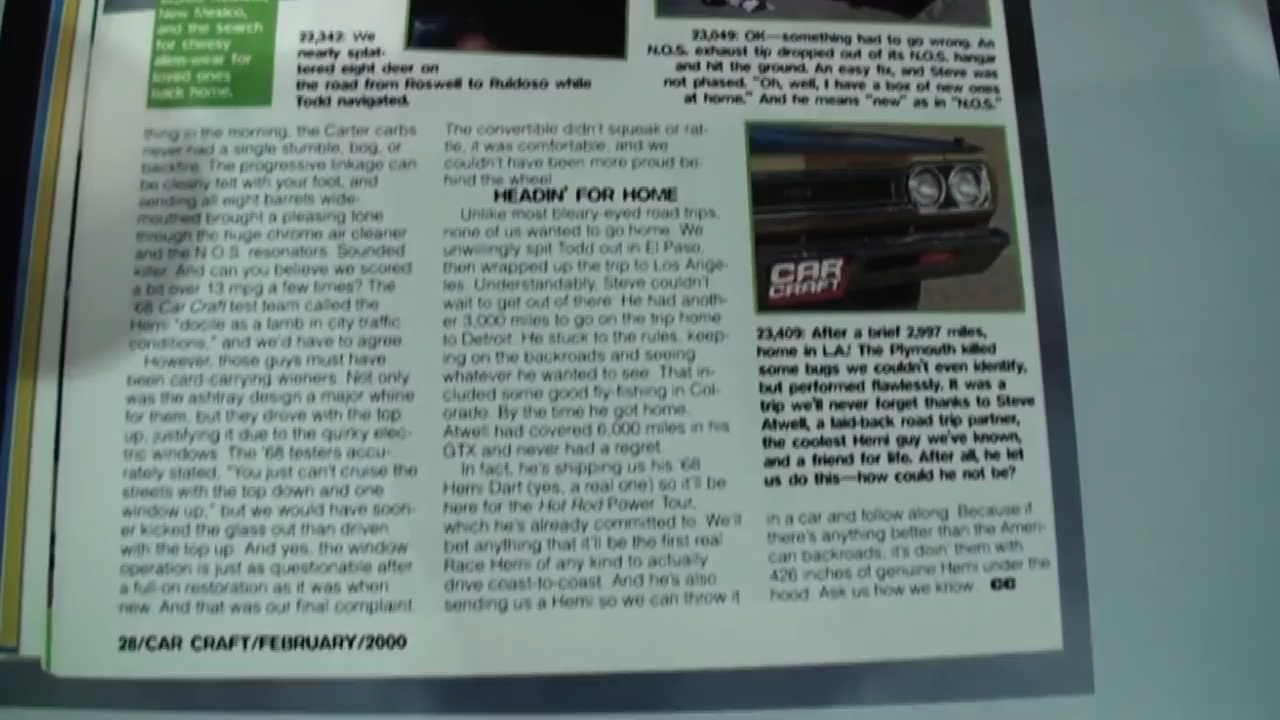 New Mexico,
and the search
for cheesy
alien-wear for
loved ones
back home.
22,342: We
nearly splat-
tered eight deer on
the road from Roswell to Ruidoso while
Todd navigated.
23,049: OK—something had to go wrong. An
N.O.S. exhaust tip dropped out of its N.O.S. hangar
and hit the ground. An easy fix, and Steve was
not phased. "Oh, well, I have a box of new ones
at home." And he means "new" as in "N.O.S."
thing in the morning, the Carter carbs
never had a single stumble, bog, or
backfire. The progressive linkage can
be clearly felt with your foot, and
sending all eight barrels wide-
mouthed brought a pleasing tone
through the huge chrome air cleaner
and the N.O.S. resonators. Sounded
killer. And can you believe we scored
a bit over 13 mpg a few times? The
'68 Car Craft test team called the
Hemi "docile as a lamb in city traffic
conditions," and we'd have to agree.
However, those guys must have
been card-carrying wieners. Not only
was the ashtray design a major whine
for them, but they drove with the top
up, justifying it due to the quirky elec-
tric windows. The '68 testers accu-
rately stated, "You just can't cruise the
streets with the top down and one
window up," but we would have soon-
er kicked the glass out than driven
with the top up. And yes, the window
operation is just as questionable after
a full-on restoration as it was when
new. And that was our final complaint.
The convertible didn't squeak or rat-
tle, it was comfortable, and we
couldn't have been more proud be-
hind the wheel.
HEADIN' FOR HOME
Unlike most bleary-eyed road trips,
none of us wanted to go home. We
unwillingly spit Todd out in El Paso,
then wrapped up the trip to Los Ange-
les. Understandably, Steve couldn't
wait to get out of there. He had anoth-
er 3,000 miles to go on the trip home
to Detroit. He stuck to the rules, keep-
ing on the backroads and seeing
whatever he wanted to see. That in-
cluded some good fly-fishing in Col-
orado. By the time he got home,
Atwell had covered 6,000 miles in his
GTX and never had a regret.
In fact, he's shipping us his '68
Hemi Dart (yes, a real one) so it'll be
here for the Hot Rod Power Tour,
which he's already committed to. We'll
bet anything that it'll be the first real
Race Hemi of any kind to actually
drive coast-to-coast. And he's also
sending us a Hemi so we can throw it
CAR
CRAFT
23,409: After a brief 2,997 miles,
home in L.A.! The Plymouth killed
some bugs we couldn't even identify,
but performed flawlessly. It was a
trip we'll never forget thanks to Steve
Atwell, a laid-back road trip partner,
the coolest Hemi guy we've known,
and a friend for life. After all, he let
us do this—how could he not be?
in a car and follow along. Because if
there's anything better than the Ameri-
can backroads, it's doin' them with
426 inches of genuine Hemi under the
hood. Ask us how we know. CC
28/CAR CRAFT/FEBRUARY/2000